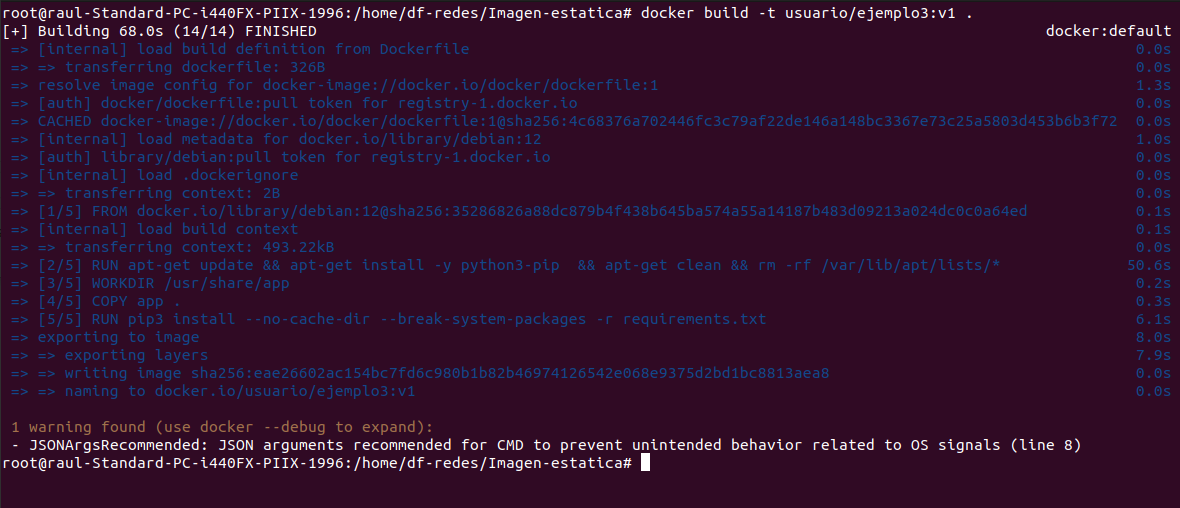 root@raul-Standard-PC-i440FX-PIIX-1996:/home/df-redes/Imagen-estatica# docker build -t usuario/ejemplo3:v1 .
[+] Building 68.0s (14/14) FINISHED docker:default
=> [internal] load build definition from Dockerfile 0.0s
=> => transferring dockerfile: 326B 0.0s
=> resolve image config for docker-image://docker.io/docker/dockerfile:1 1.3s
=> [auth] docker/dockerfile:pull token for registry-1.docker.io 0.0s
=> CACHED docker-image://docker.io/docker/dockerfile:1@sha256:4c68376a702446fc3c79af22de146a148bc3367e73c25a5803d453b6b3f72 0.0s
=> [internal] load metadata for docker.io/library/debian:12 1.0s
=> [auth] library/debian:pull token for registry-1.docker.io 0.0s
=> [internal] load .dockerignore 0.0s
=> => transferring context: 2B 0.0s
=> [1/5] FROM docker.io/library/debian:12@sha256:35286826a88dc879b4f438b645ba574a55a14187b483d09213a024dc0c0a64ed 0.1s
=> [internal] load build context 0.1s
=> => transferring context: 493.22kB 0.0s
=> [2/5] RUN apt-get update && apt-get install -y python3-pip  && apt-get clean && rm -rf /var/lib/apt/lists/* 50.6s
=> [3/5] WORKDIR /usr/share/app 0.2s
=> [4/5] COPY app . 0.3s
=> [5/5] RUN pip3 install --no-cache-dir --break-system-packages -r requirements.txt 6.1s
=> exporting to image 8.0s
=> => exporting layers 7.9s
=> => writing image sha256:eae26602ac154bc7fd6c980b1b82b46974126542e068e9375d2bd1bc8813aea8 0.0s
=> => naming to docker.io/usuario/ejemplo3:v1 0.0s
1 warning found (use docker --debug to expand):
- JSONArgsRecommended: JSON arguments recommended for CMD to prevent unintended behavior related to OS signals (line 8)
root@raul-Standard-PC-i440FX-PIIX-1996:/home/df-redes/Imagen-estatica#